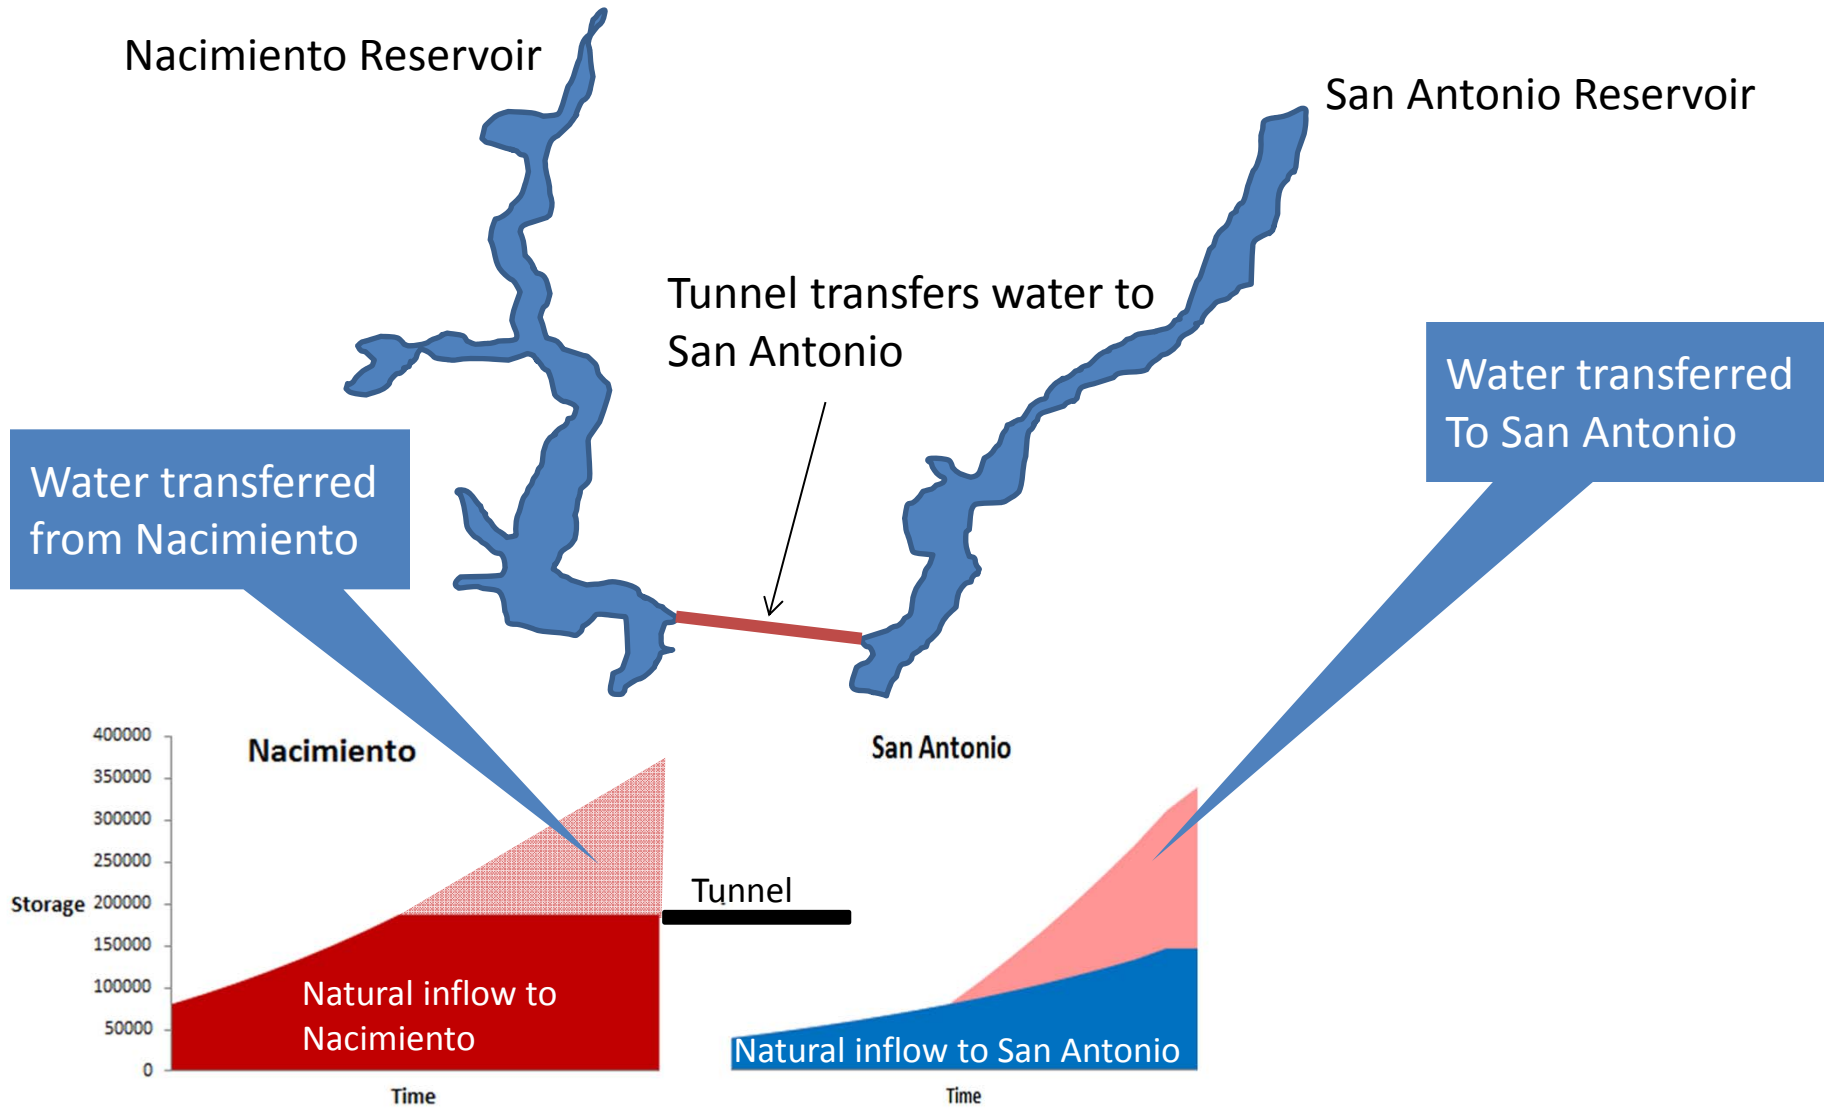 Nacimiento Reservoir
San Antonio Reservoir
Tunnel transfers water to
San Antonio
Water transferred
To San Antonio
Water transferred
from Nacimiento
Nacimiento
400000
350000
300000
250000
200000
150000
100000
50000
0
Storage
Natural inflow to
Nacimiento
Time
Tunnel
San Antonio
Natural inflow to San Antonio
Time